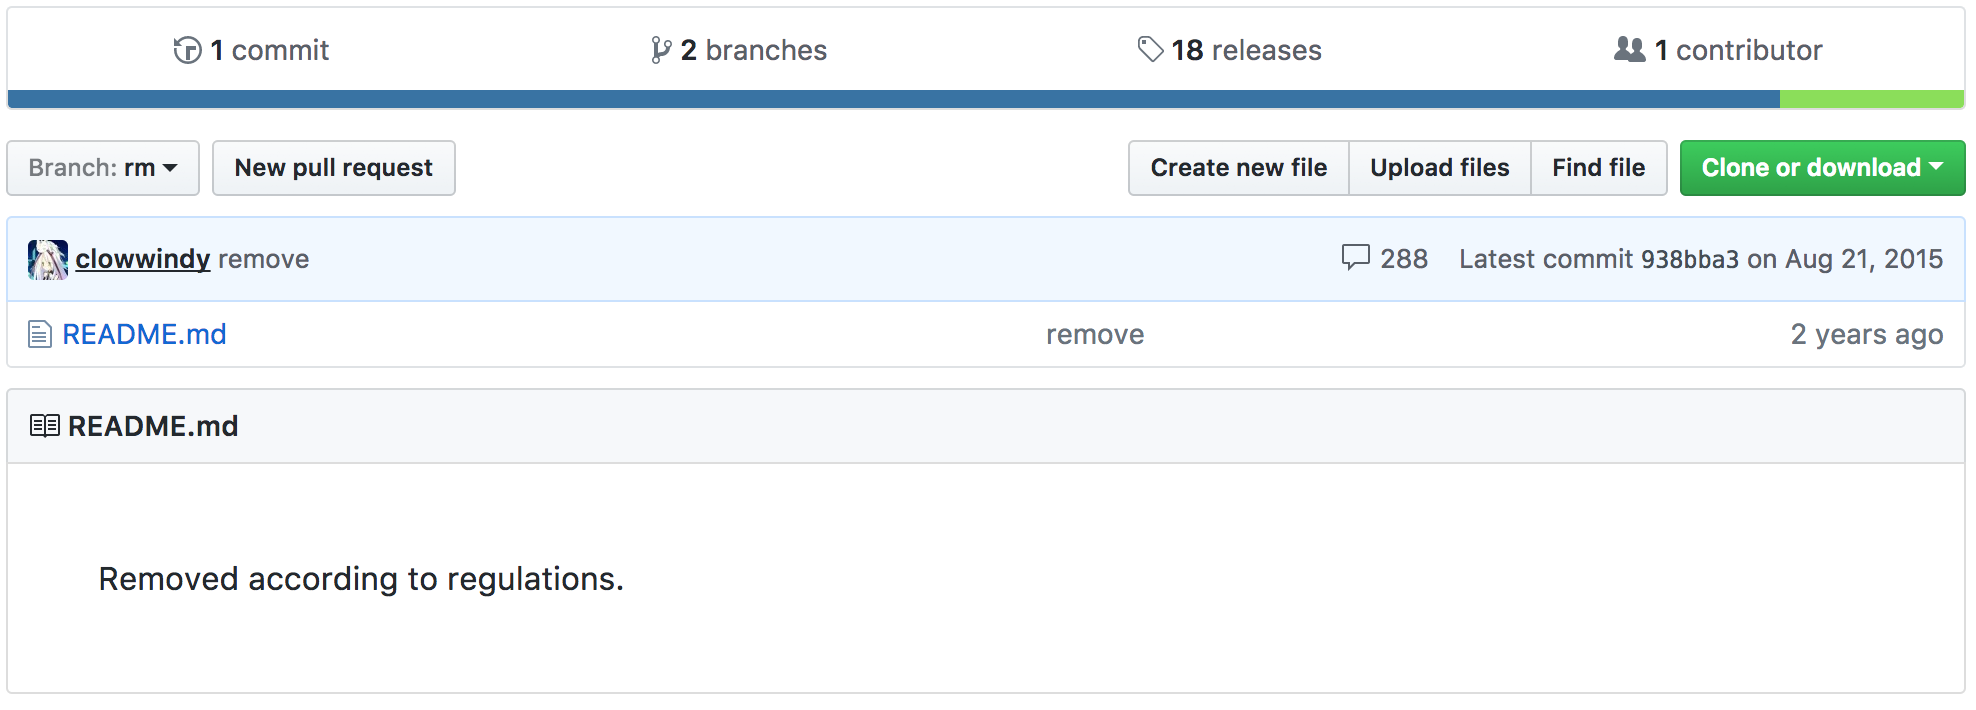 1 commit 2 branches 18 releases 1 contributor
Branch: rm New pull request Create new file Upload files Find file Clone or download
clowwindy remove 288 Latest commit 938bba3 on Aug 21, 2015
README.md remove 2 years ago
README.md
Removed according to regulations.